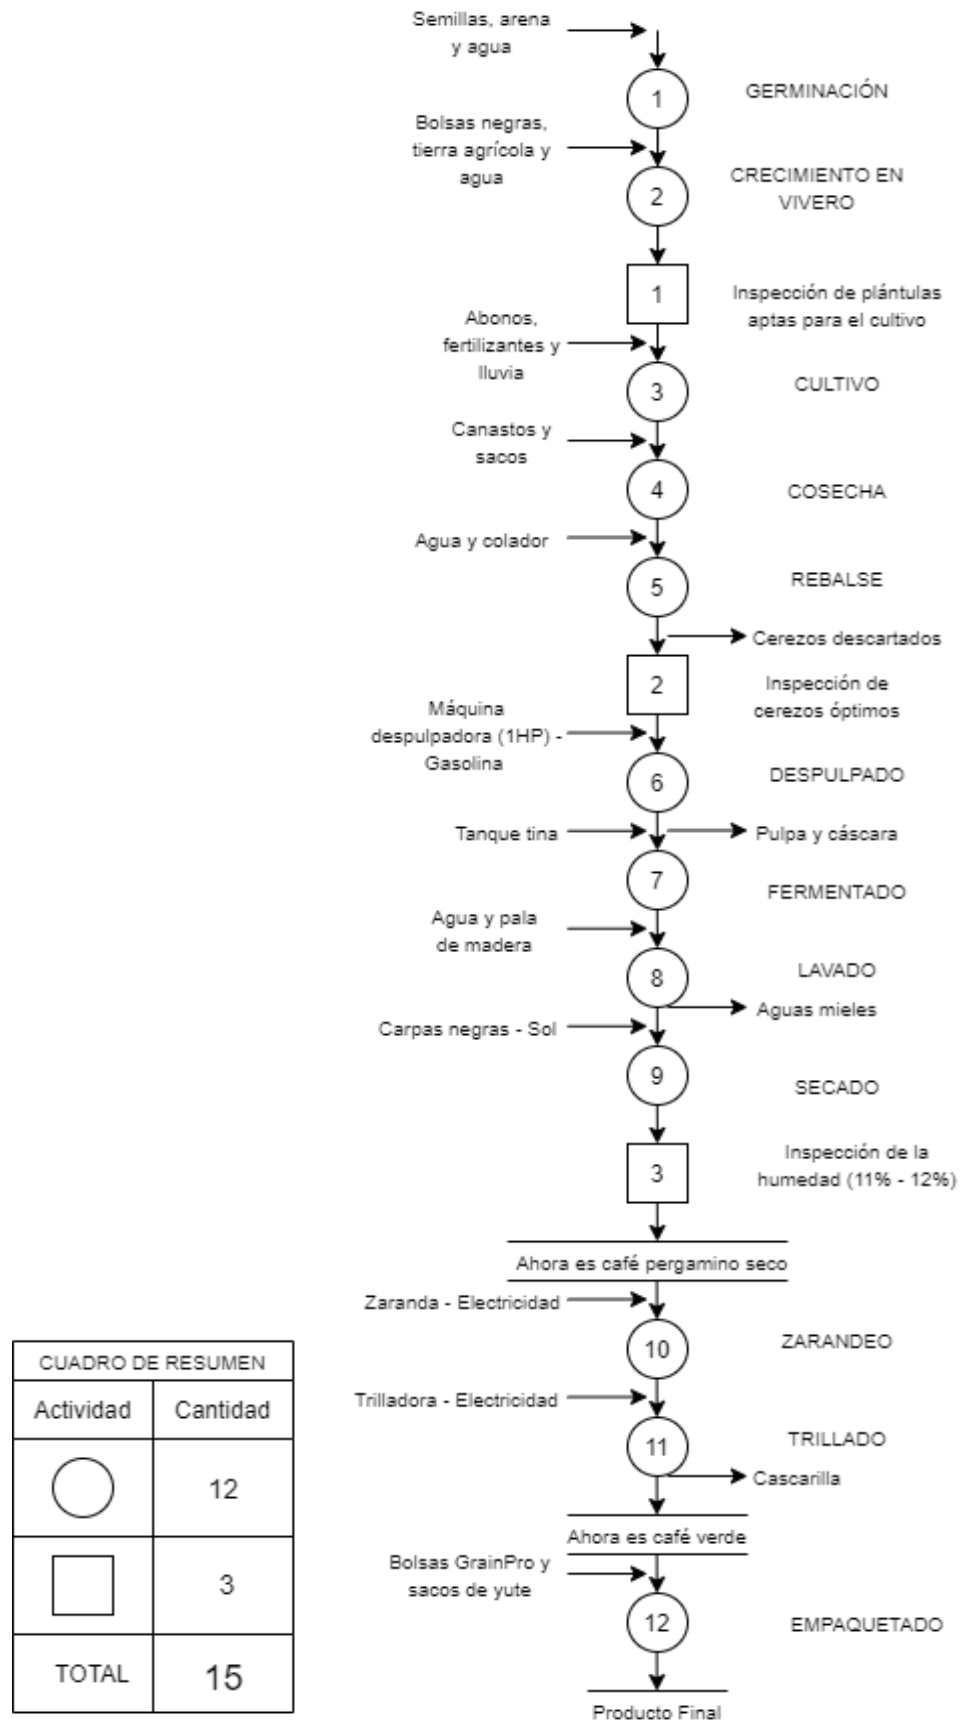 Semillas, arena
y agua
1
GERMINACIÓN
Bolsas negras,
tierra agrícola y
agua
2
CRECIMIENTO EN
VIVERO
1
Inspección de plántulas
aptas para el cultivo
Abonos,
fertilizantes y
lluvia
3
CULTIVO
Canastos y
sacos
4
COSECHA
Agua y colador
5
REBALSE
Cerezos descartados
2
Inspección de
cerezos óptimos
Máquina
despulpadora (1HP) -
Gasolina
6
DESPULPADO
Tanque tina
Pulpa y cáscara
7
FERMENTADO
Agua y pala
de madera
8
LAVADO
Aguas mieles
Carpas negras - Sol
9
SECADO
3
Inspección de la
humedad (11% - 12%)
Ahora es café pergamino seco
Zaranda - Electricidad
10
ZARANDEO
Trilladora - Electricidad
11
TRILLADO
Cascarilla
Ahora es café verde
Bolsas GrainPro y
sacos de yute
12
EMPAQUETADO
Producto Final
CUADRO DE RESUMEN
Actividad Cantidad
12
3
TOTAL 15